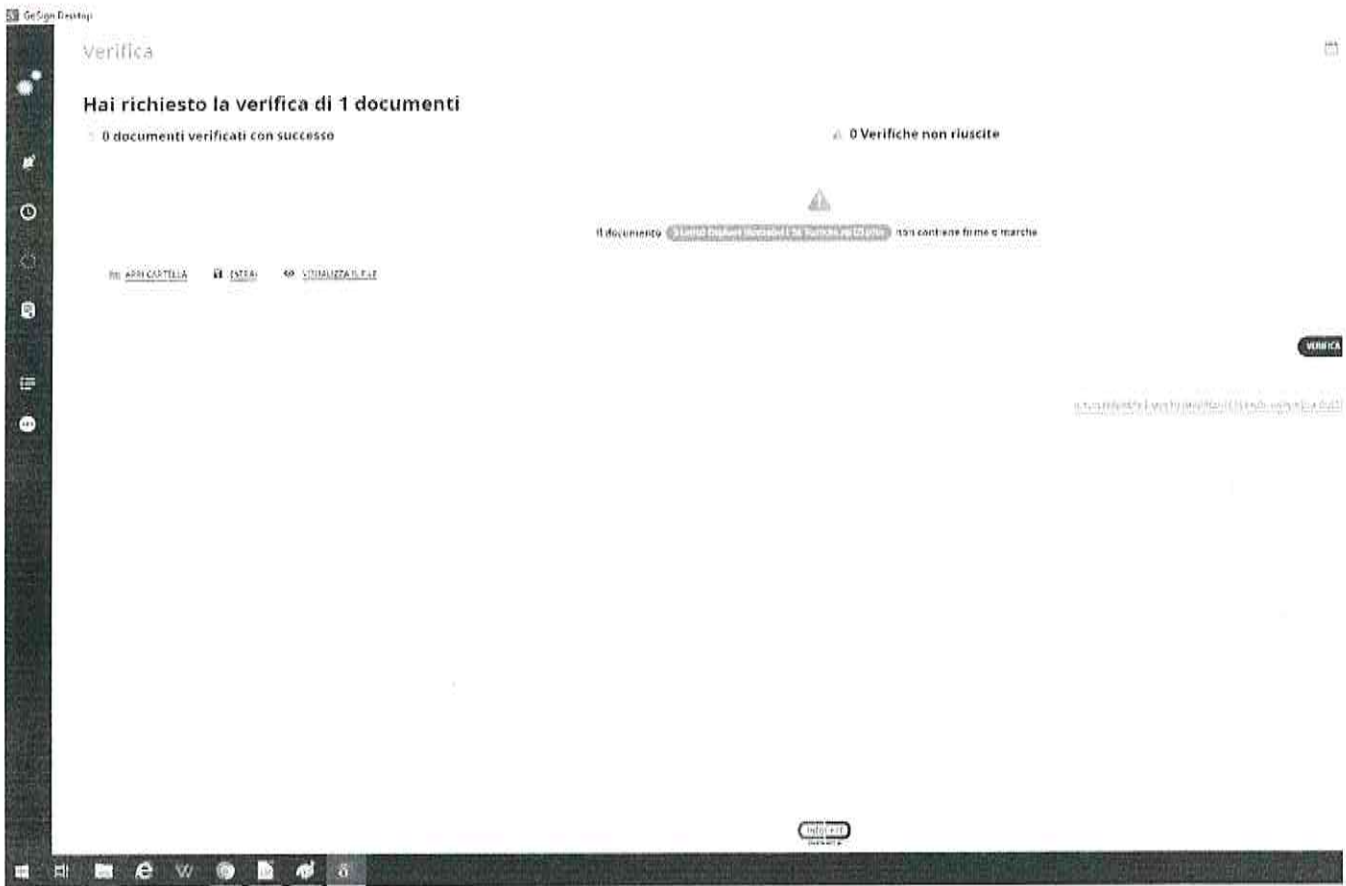 GoSign Desktop
Verifica
Hai richiesto la verifica di 1 documenti
0 documenti verificati con successo
0 Verifiche non riuscite
Il documento
non contiene firme o marche
APRI CARTELLA
ESTRAI
VISUALIZZA IL FILE
VERIFICA